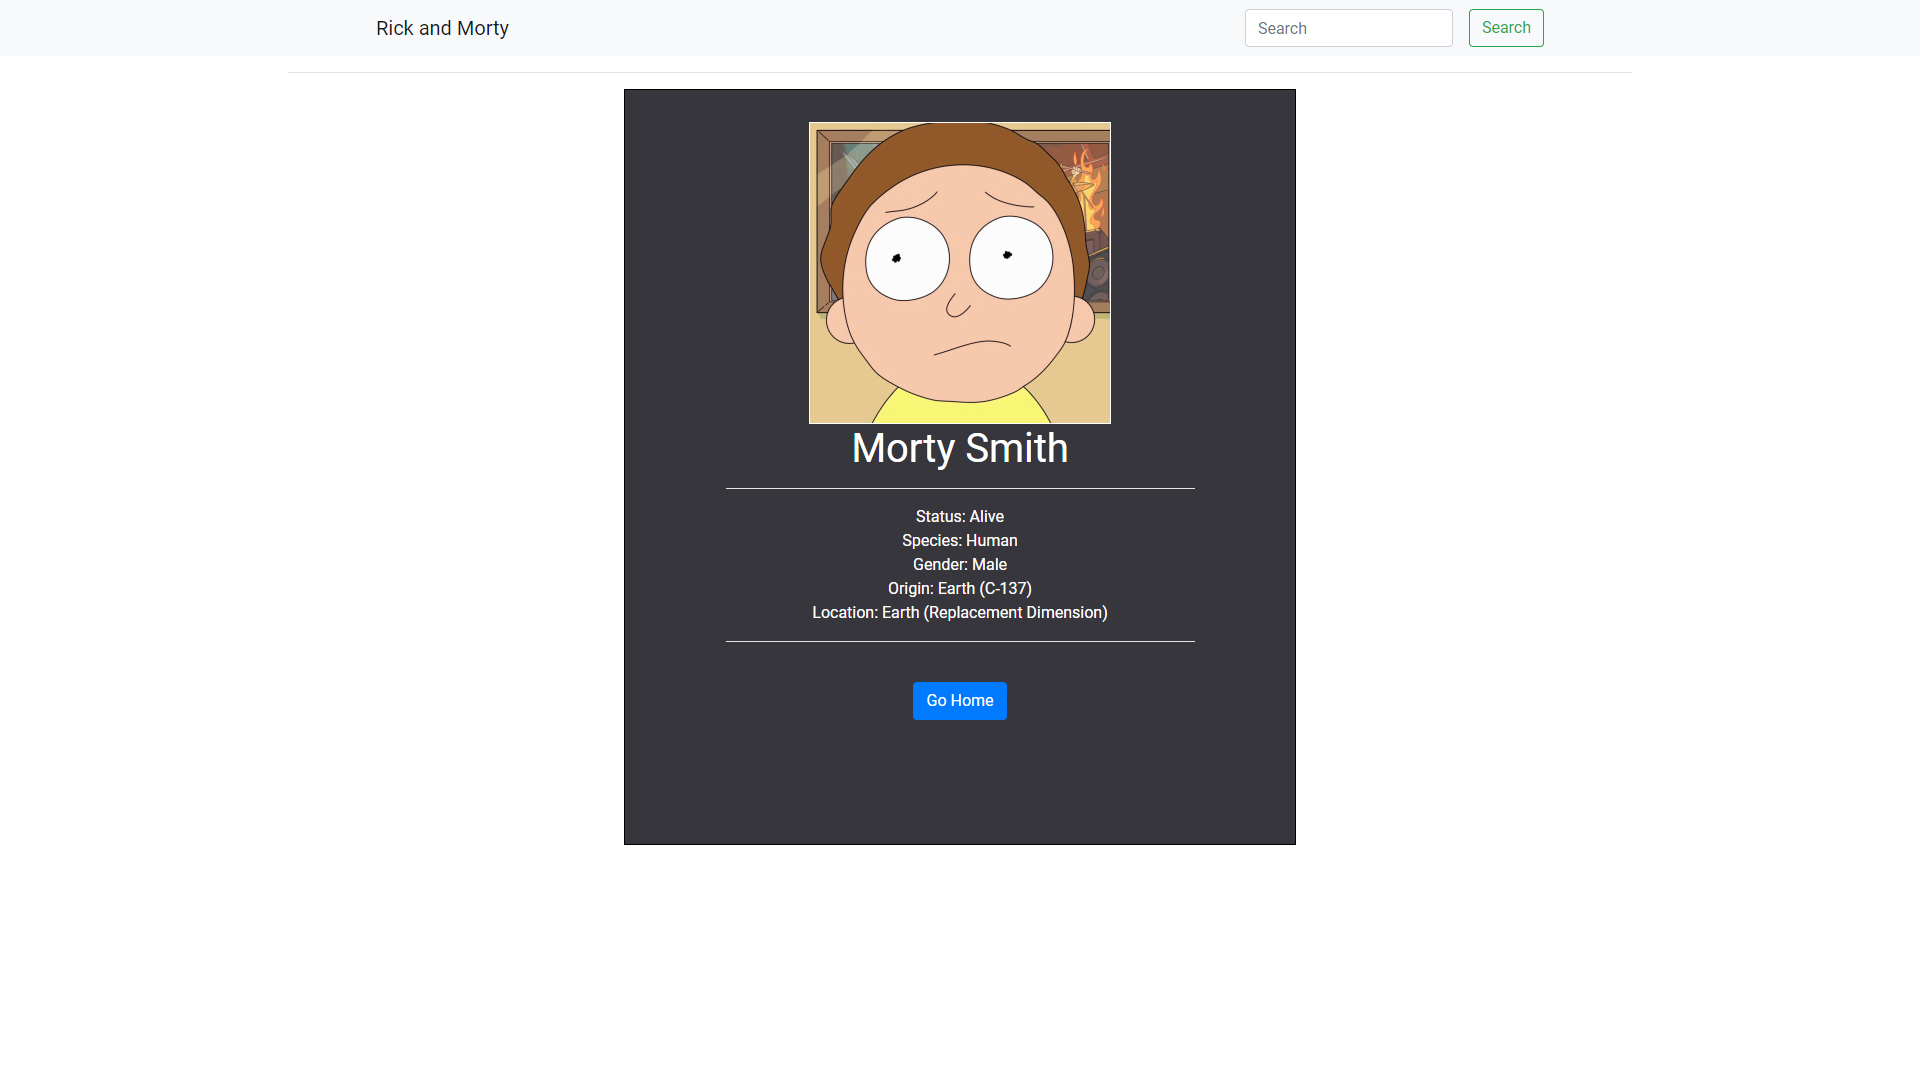 Rick and Morty
Search
Search
Morty Smith
Status: Alive
Species: Human
Gender: Male
Origin: Earth (C-137)
Location: Earth (Replacement Dimension)
Go Home